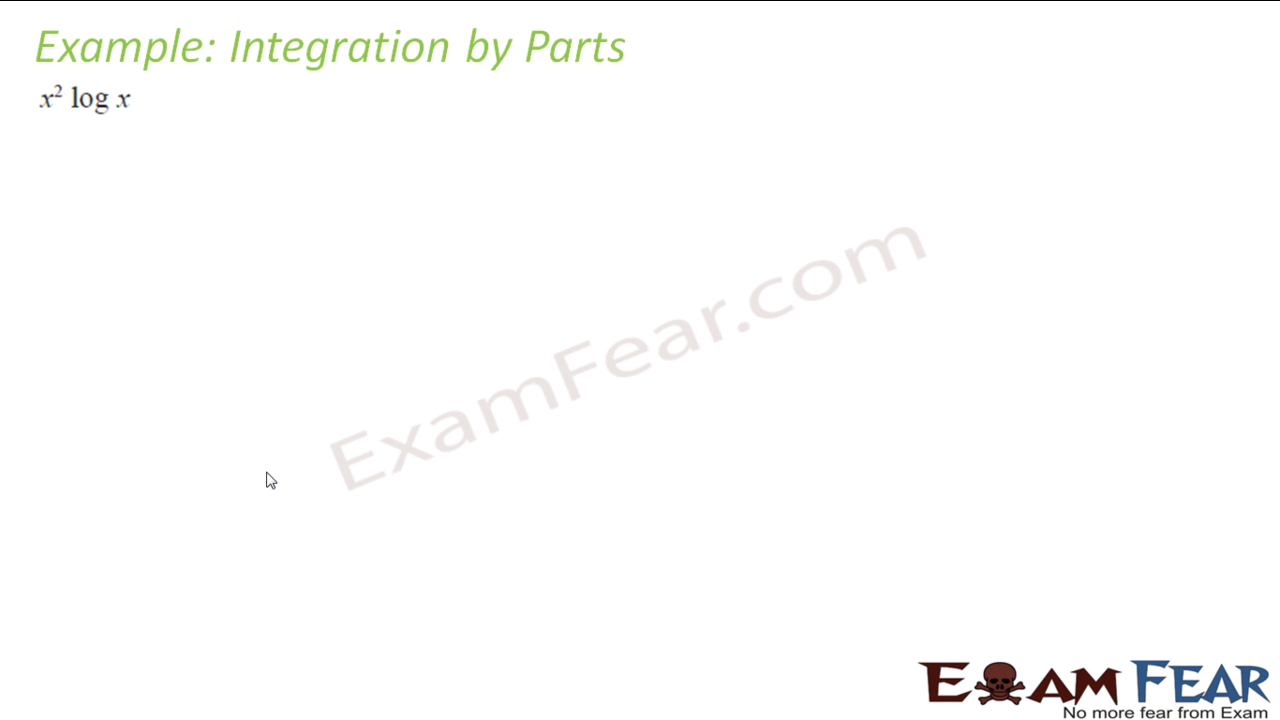 Example: Integration by Parts
x² log x
ExamFear.com
EXAM FEAR
No more fear from Exam